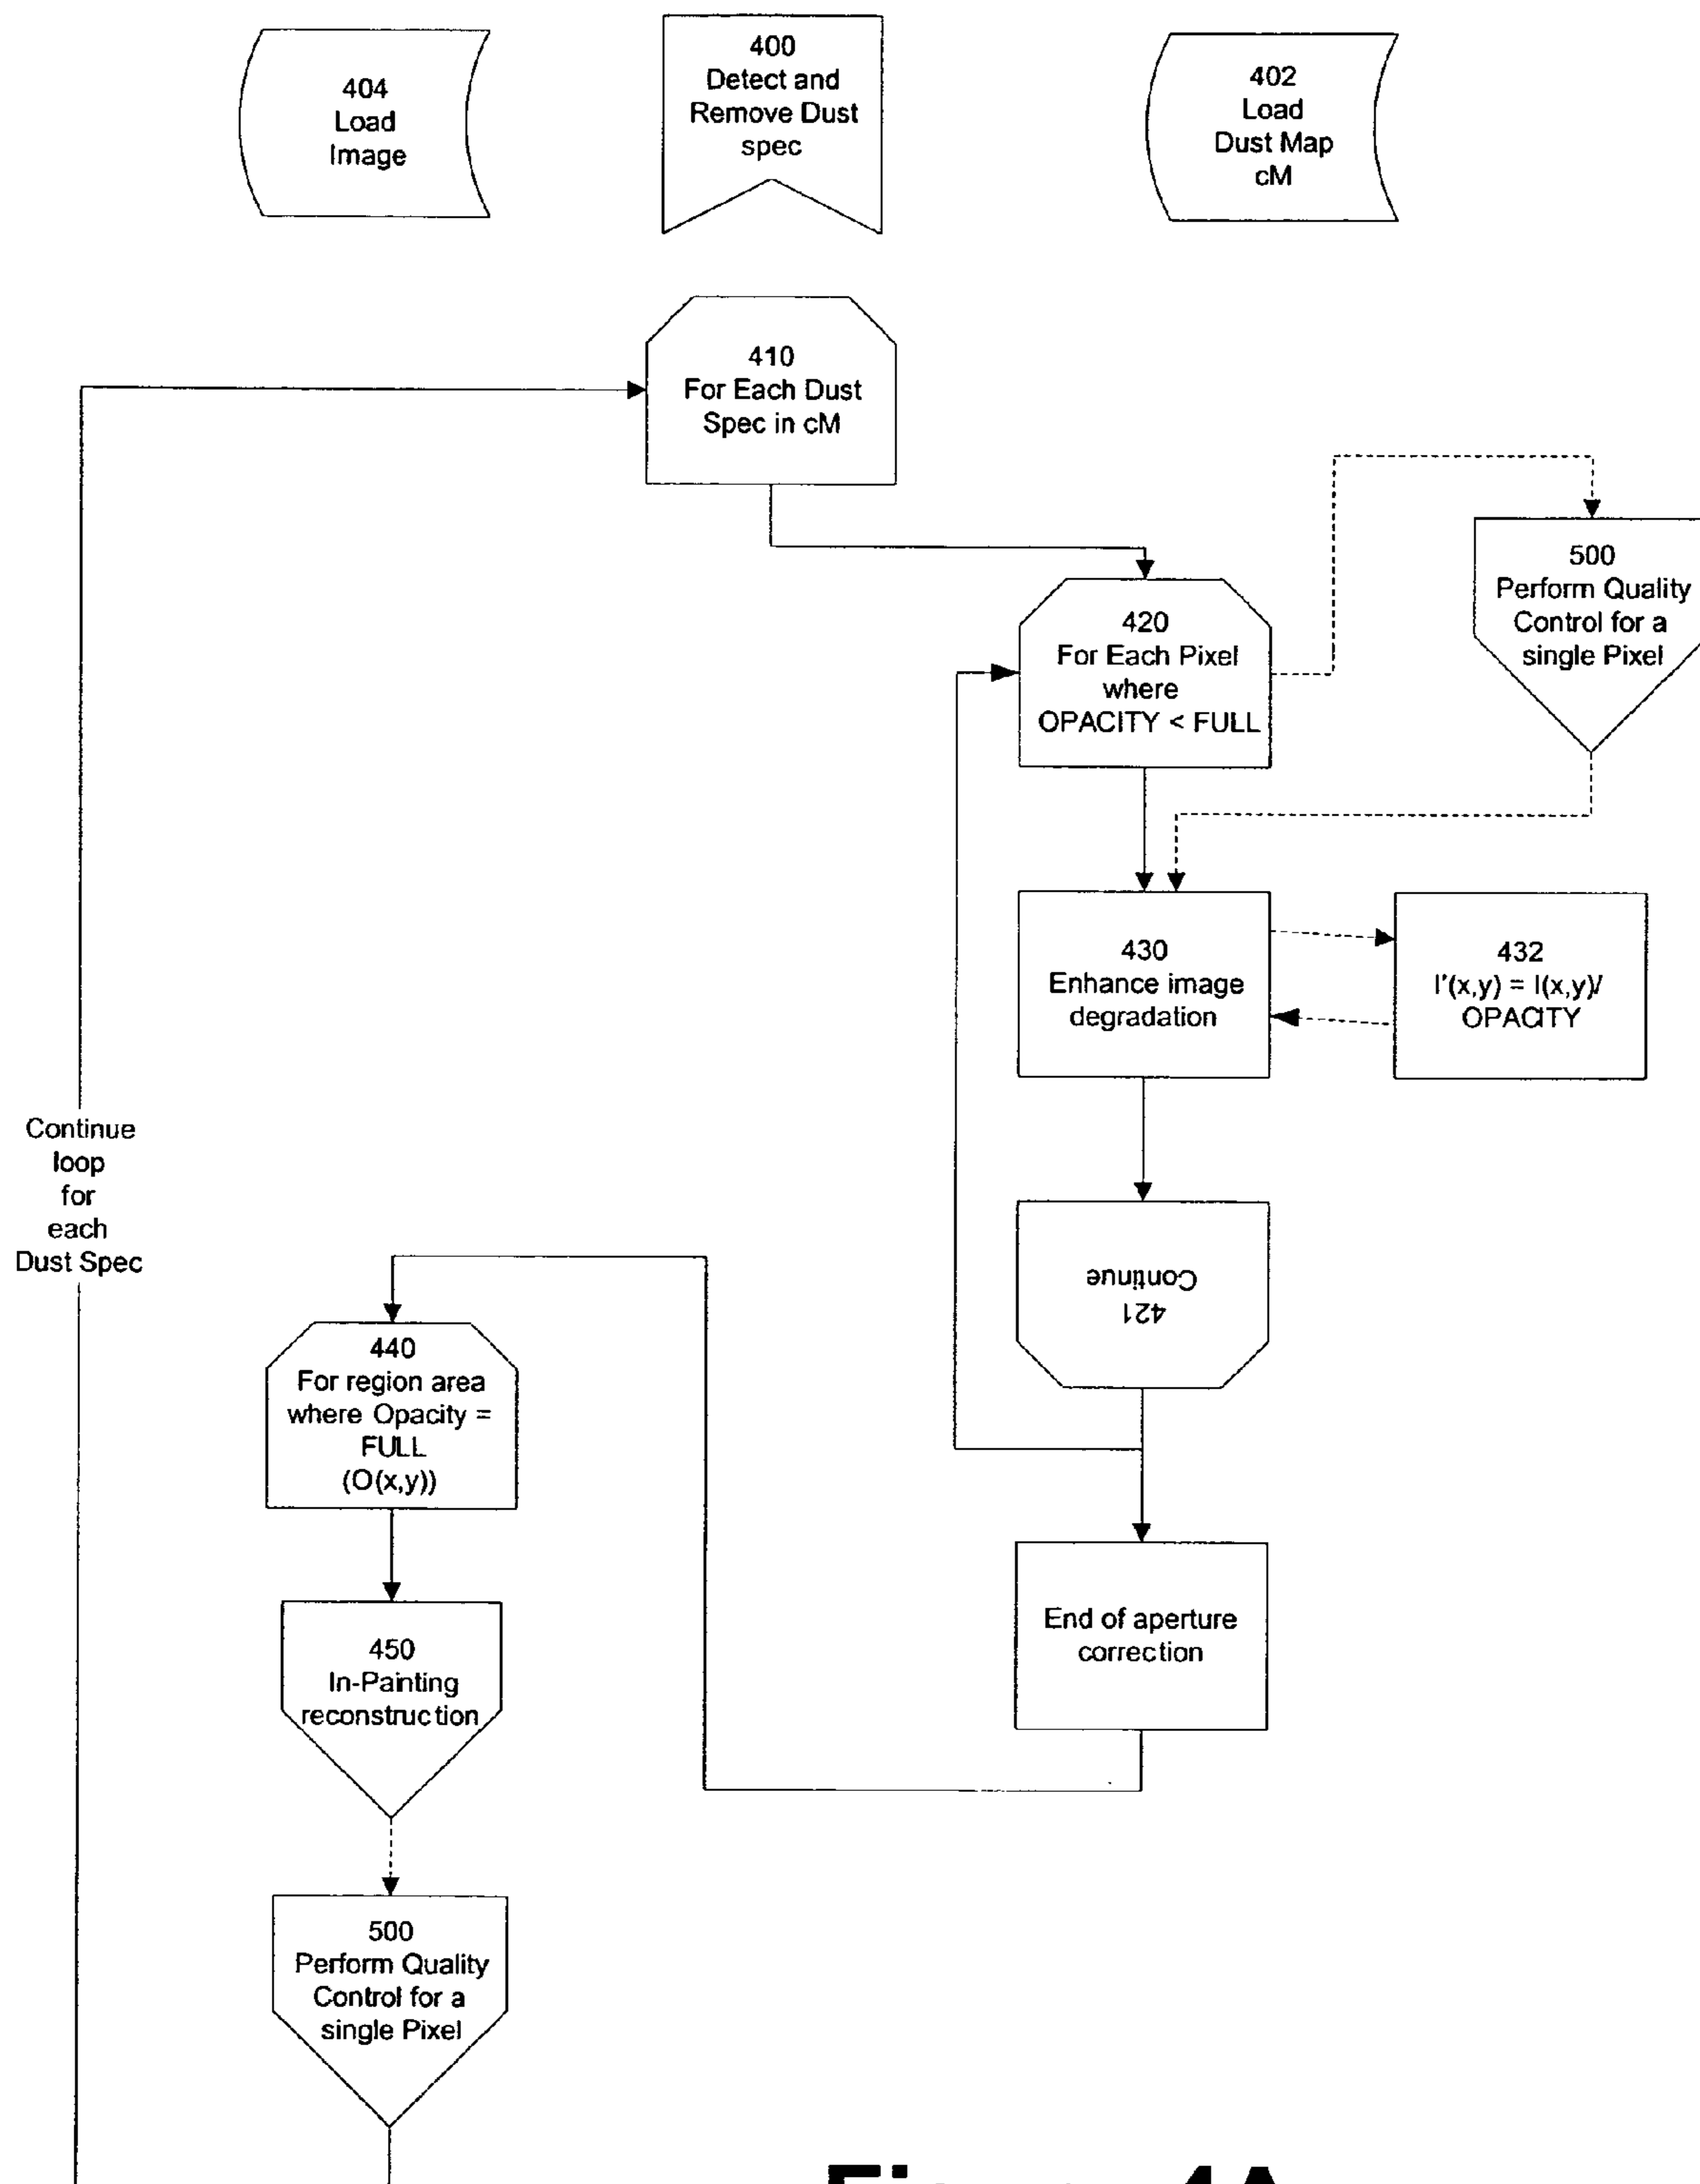 404
Load
Image
400
Detect and
Remove Dust
spec
402
Load
Dust Map
cM
410
For Each Dust
Spec in cM
500
Perform Quality
Control for a
single Pixel
420
For Each Pixel
where
OPACITY < FULL
430
Enhance image
degradation
432
I'(x,y) = I(x,y)/
OPACITY
Continue
loop
for
each
Dust Spec
421
Continue
440
For region area
where Opacity =
FULL
(O(x,y))
End of aperture
correction
450
In-Painting
reconstruction
500
Perform Quality
Control for a
single Pixel
Figure 4A